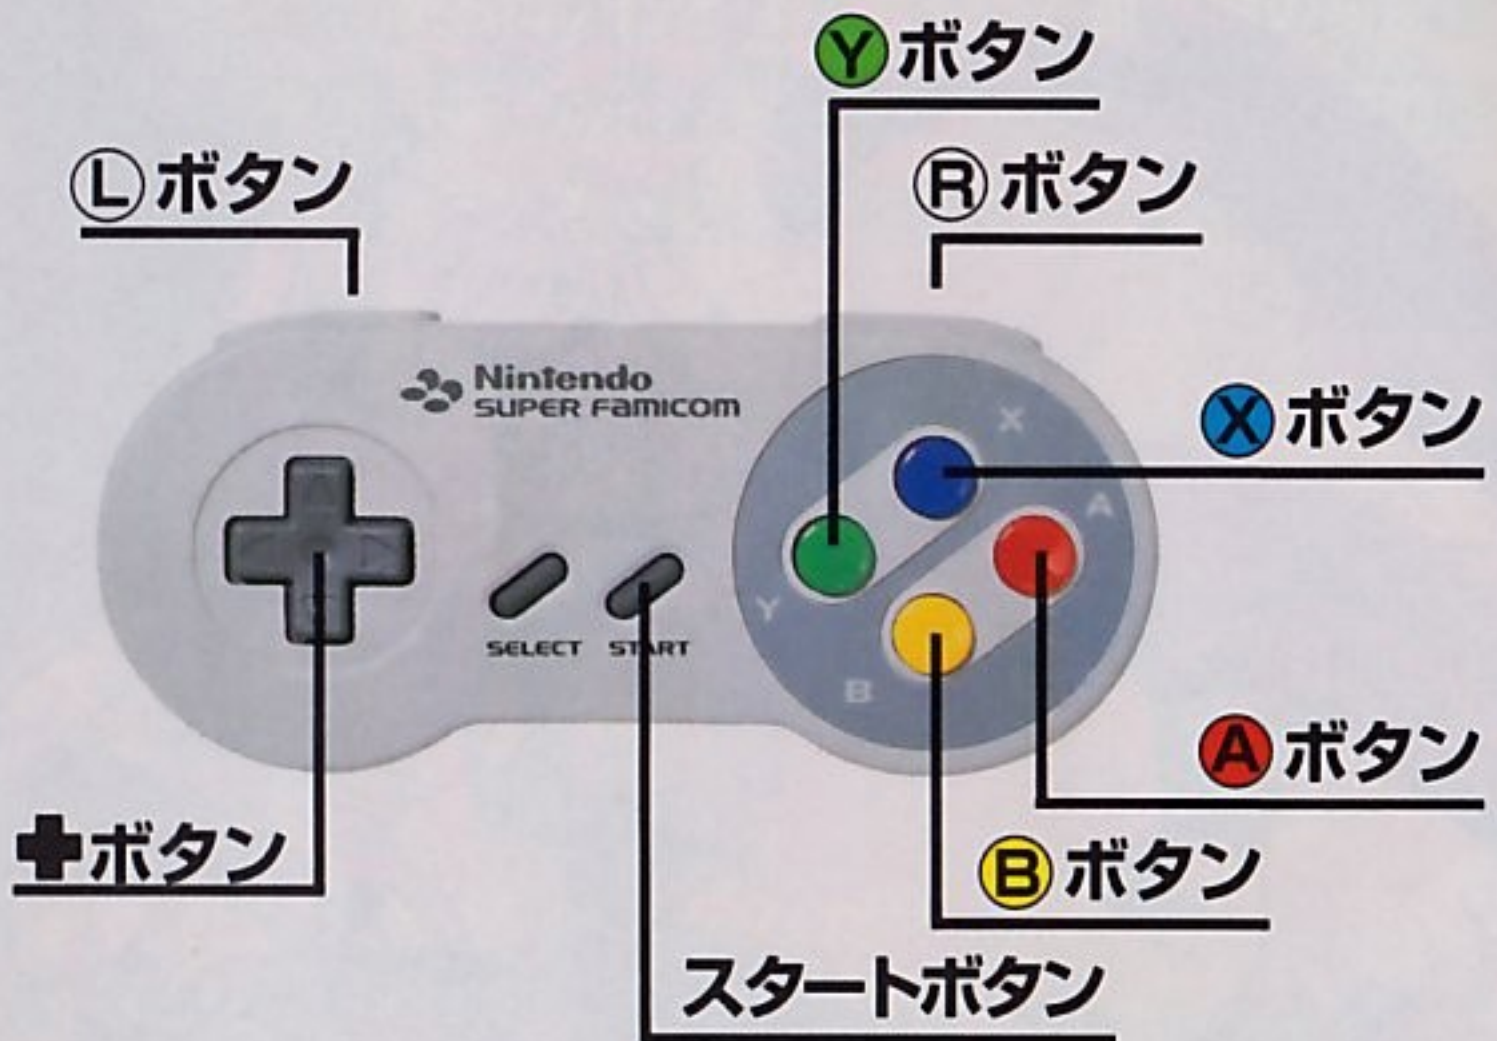 Yボタン
Lボタン
Rボタン
Nintendo
SUPER FAMICOM
X
Xボタン
A
Y
SELECT START
B
Aボタン
✚ボタン
Bボタン
スタートボタン